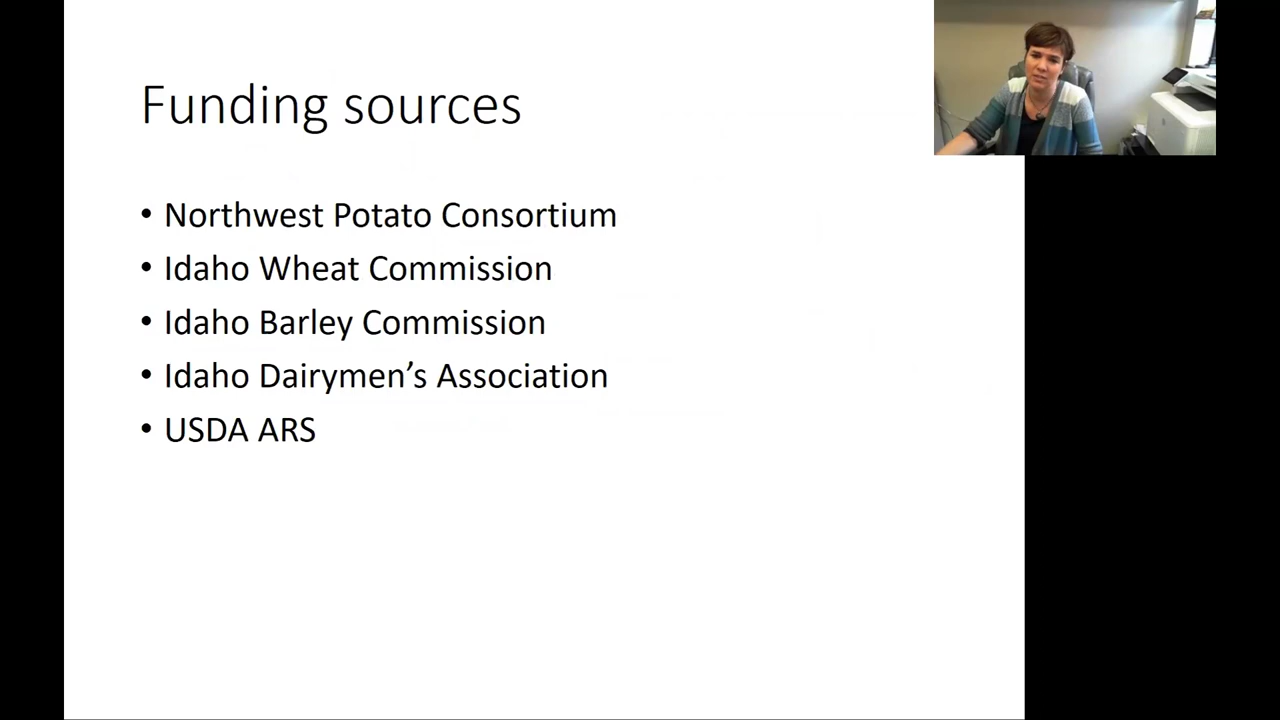 Funding sources
• Northwest Potato Consortium
• Idaho Wheat Commission
• Idaho Barley Commission
• Idaho Dairymen’s Association
• USDA ARS